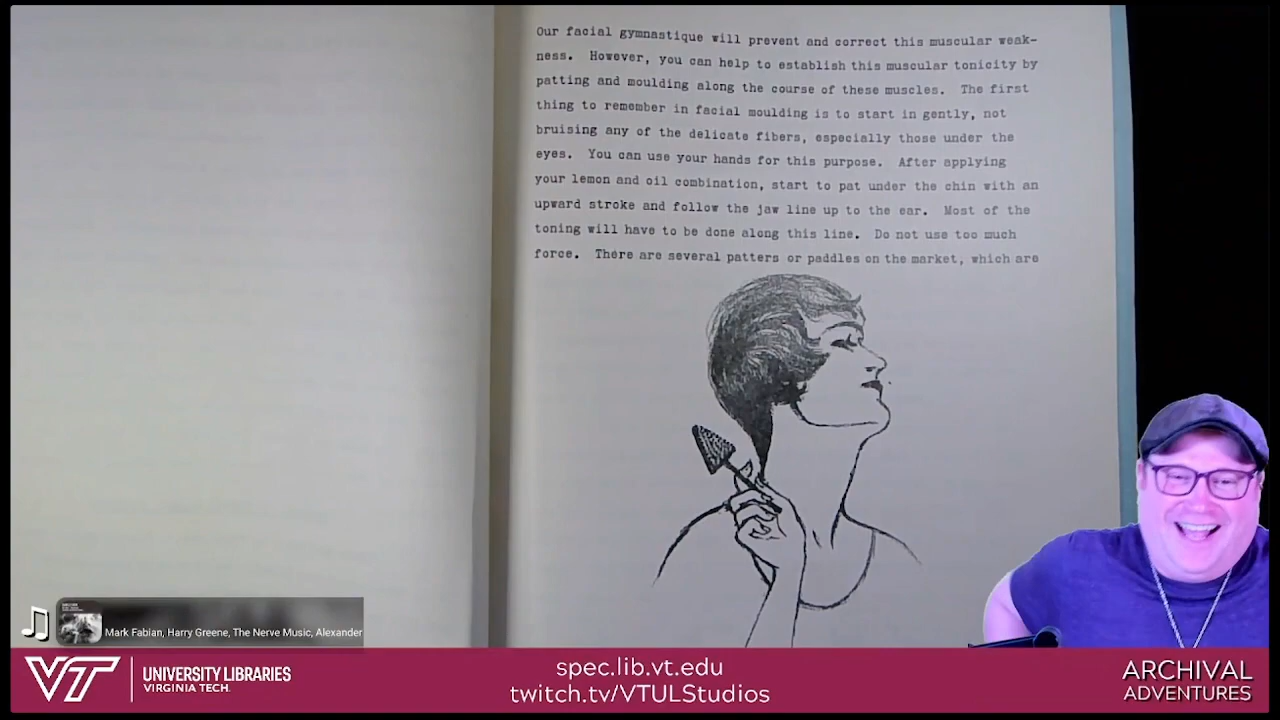 Our facial gymnastique will prevent and correct this muscular weak-
ness. However, you can help to establish this muscular tonicity by
patting and moulding along the course of these muscles. The first
thing to remember in facial moulding is to start in gently, not
bruising any of the delicate fibers, especially those under the
eyes. You can use your hands for this purpose. After applying
your lemon and oil combination, start to pat under the chin with an
upward stroke and follow the jaw line up to the ear. Most of the
toning will have to be done along this line. Do not use too much
force. There are several patters or paddles on the market, which are
Mark Fabian, Harry Greene, The Nerve Music, Alexander
VT
UNIVERSITY LIBRARIES
VIRGINIA TECH.
spec.lib.vt.edu
twitch.tv/VTULStudios
ARCHIVAL
ADVENTURES